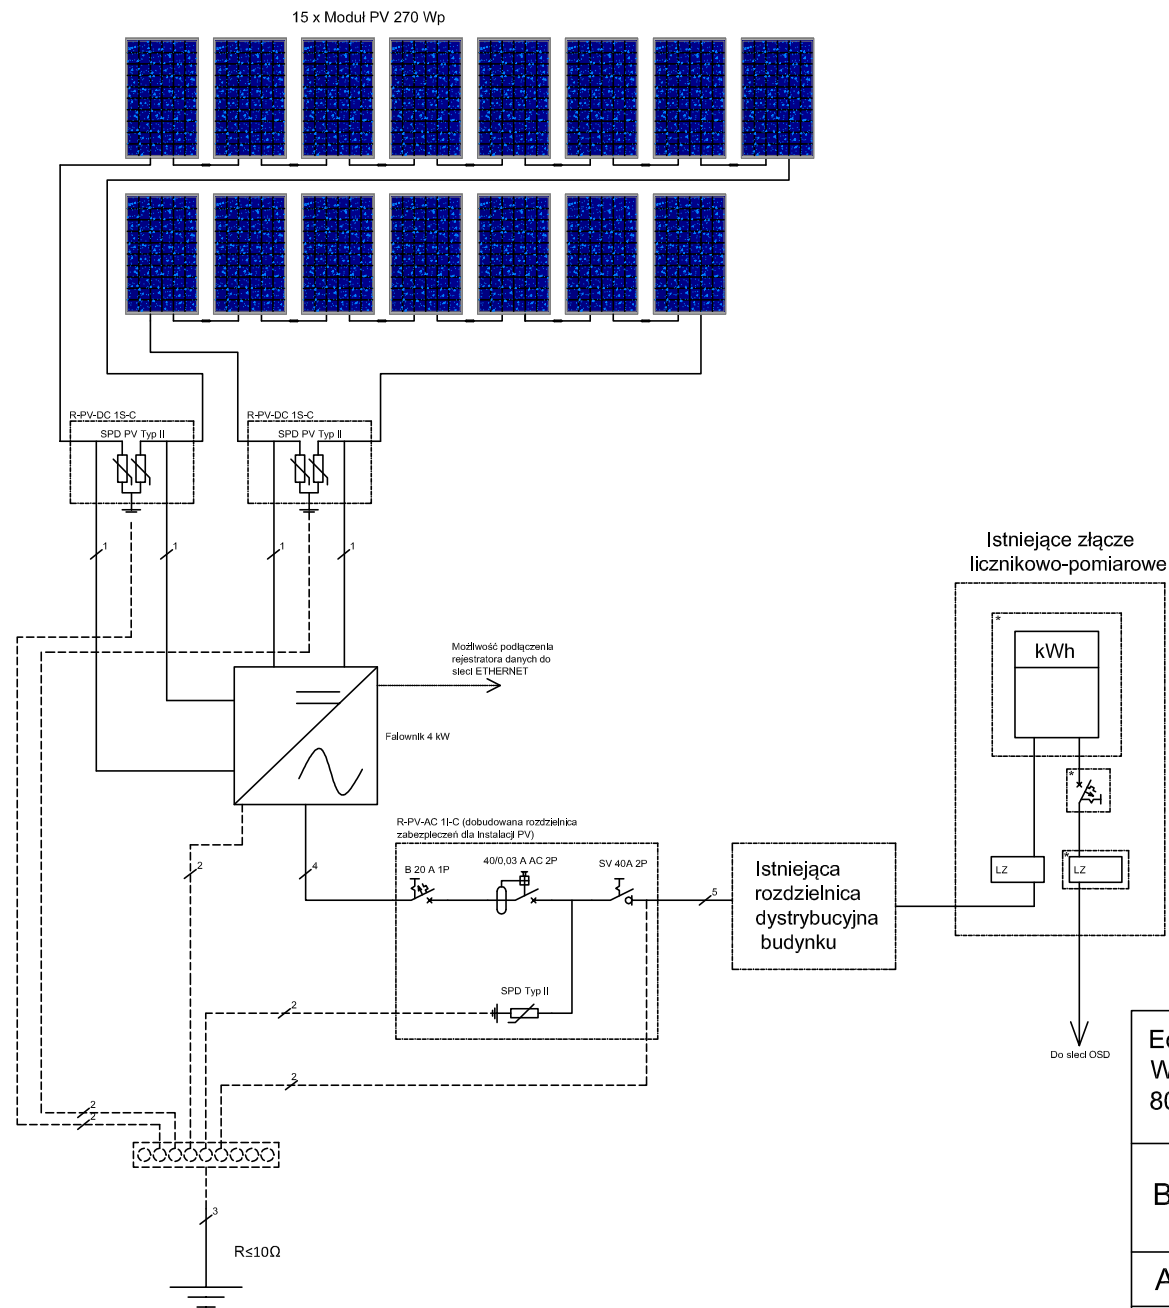 15 x Moduł PV 270 Wp
R-PV-DC 1S-C
R-PV-DC 1S-C
SPD PV Typ II
SPD PV Typ II
1
1
1
1
Istniejące złącze
licznikowo-pomiarowe
*
kWh
Możliwość podłączenia
rejestratora danych do
sieci ETHERNET
Falownik 4 kW
*
R-PV-AC 1I-C (dobudowana rozdzielnica
zabezpieczeń dla Instalacji PV)
2
4
B 20 A 1P
40/0,03 A AC 2P
SV 40A 2P
5
Istniejąca
rozdzielnica
dystrybucyjna
budynku
LZ
*
LZ
SPD Typ II
2
2
Do sieci OSD
2
2
3
R≤10Ω
80
B
A